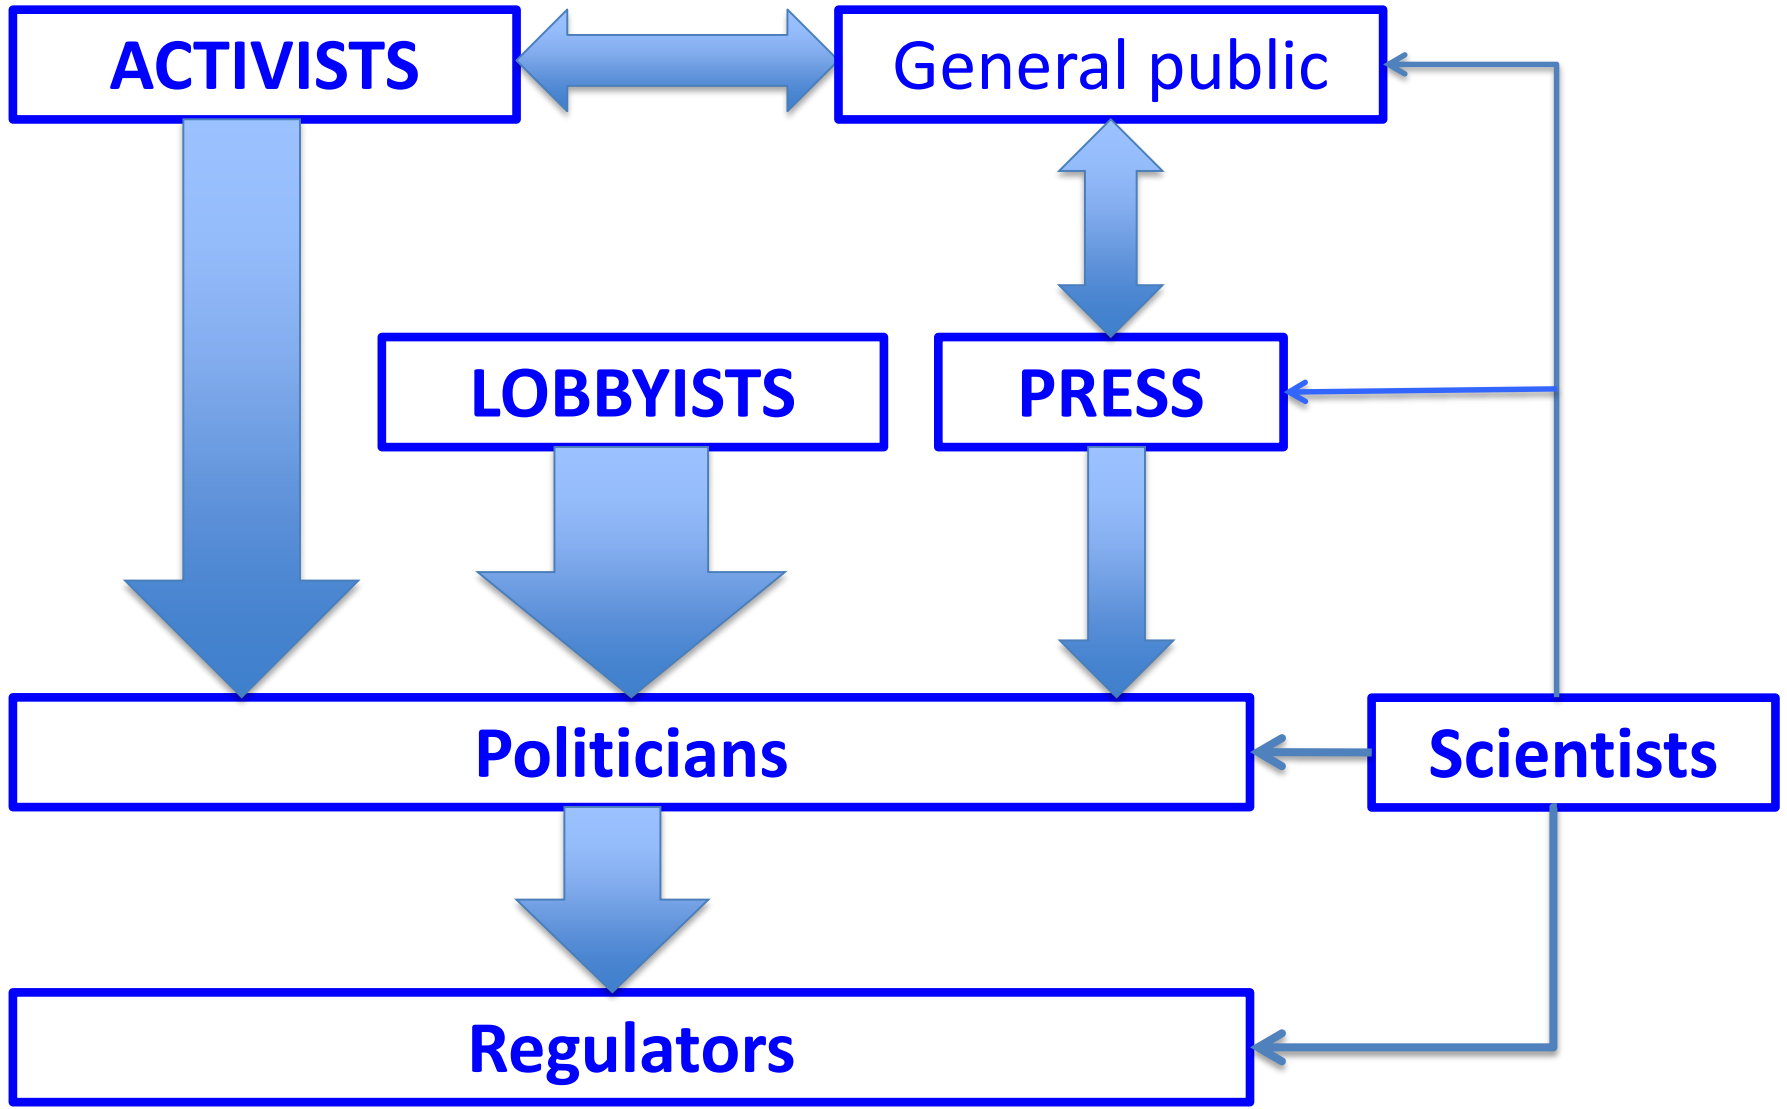 ACTIVISTS
General public
LOBBYISTS
PRESS
Politicians
Scientists
Regulators